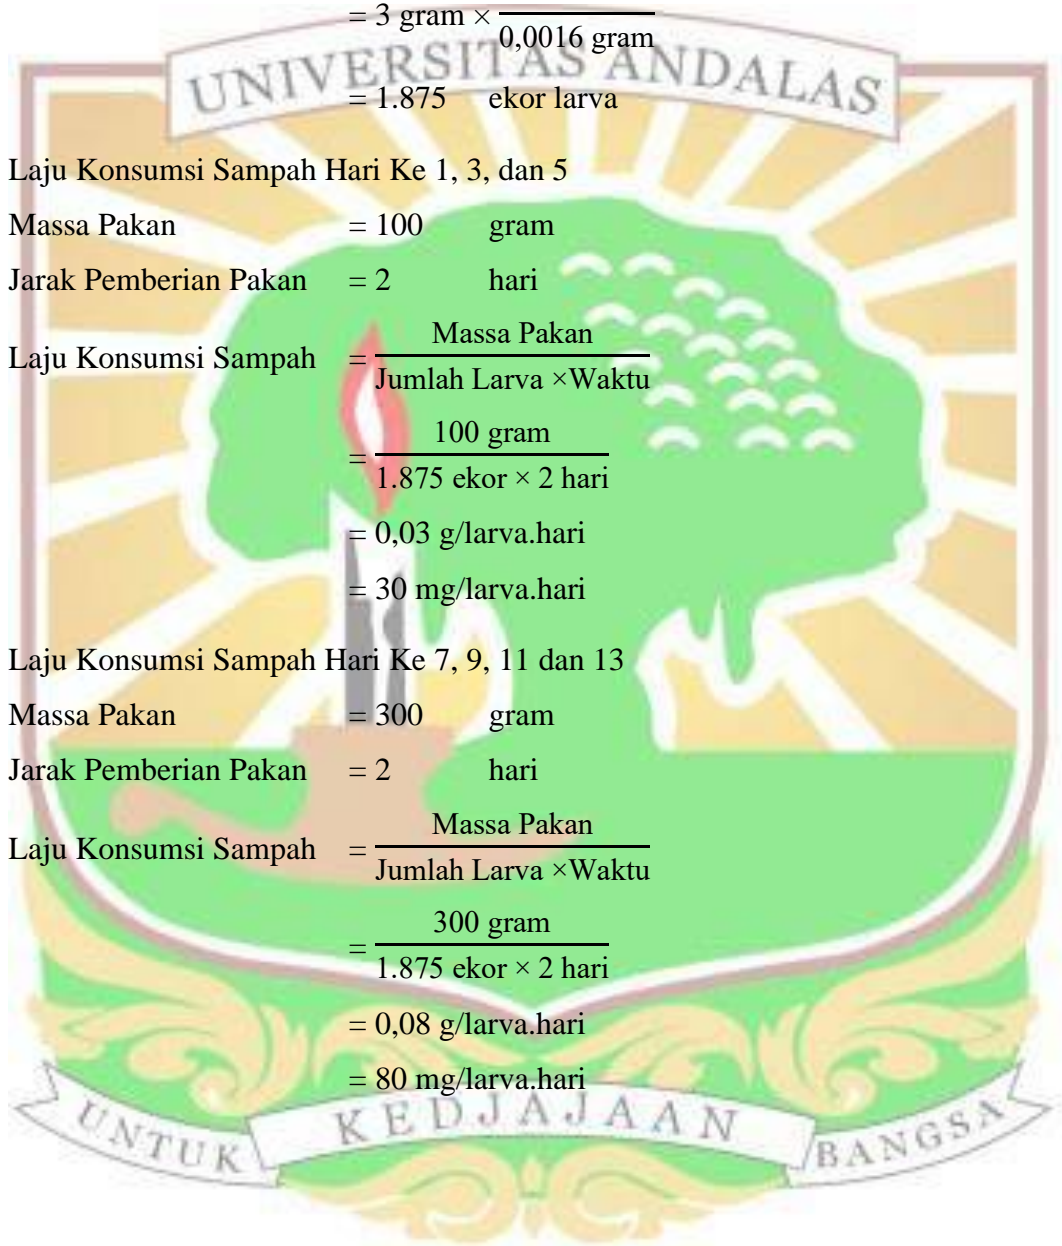 = 3 gram × 
0,0016 gram
UNIVERSITAS ANDALAS
= 1.875 ekor larva
Laju Konsumsi Sampah Hari Ke 1, 3, dan 5
Massa Pakan = 100 gram
Jarak Pemberian Pakan = 2 hari
Laju Konsumsi Sampah = Massa Pakan
Jumlah Larva ×Waktu
= 100 gram
1.875 ekor × 2 hari
= 0,03 g/larva.hari
= 30 mg/larva.hari
Laju Konsumsi Sampah Hari Ke 7, 9, 11 dan 13
Massa Pakan = 300 gram
Jarak Pemberian Pakan = 2 hari
Laju Konsumsi Sampah = Massa Pakan
Jumlah Larva ×Waktu
= 300 gram
1.875 ekor × 2 hari
= 0,08 g/larva.hari
= 80 mg/larva.hari
UNTUK KEDJAJAAN BANGSA